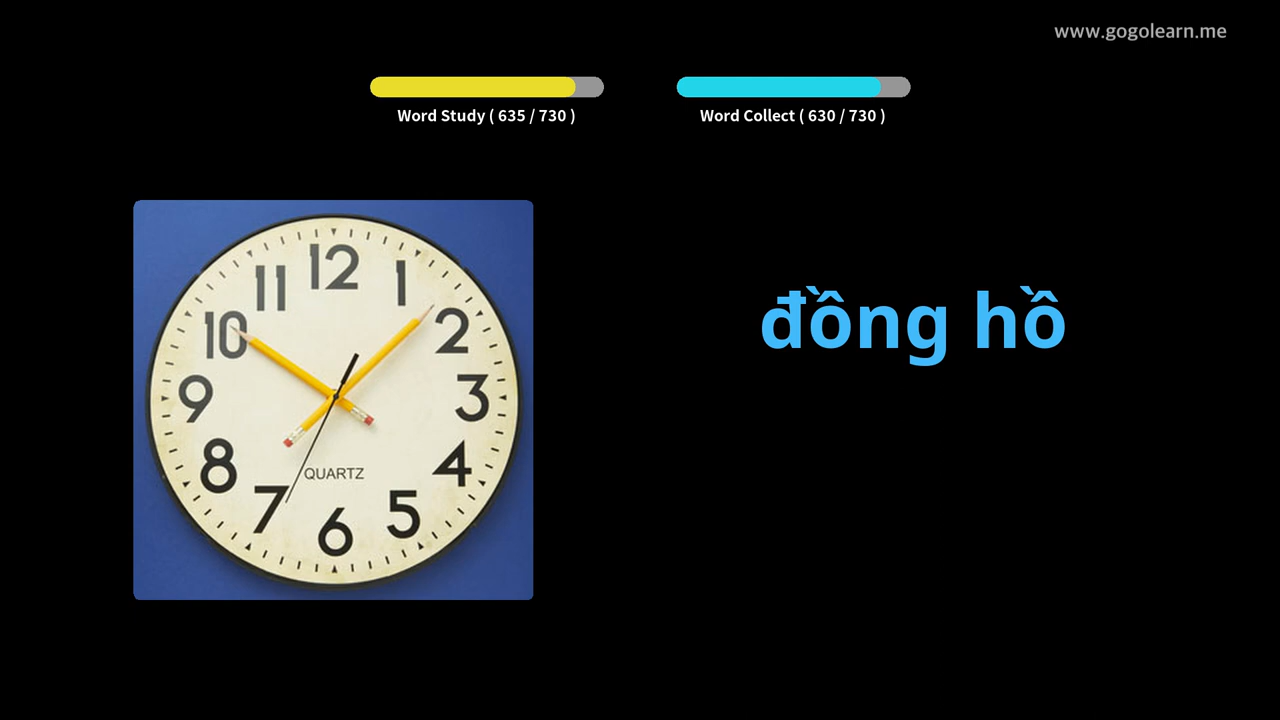 www.gogolearn.me
Word Study ( 635 / 730 )
Word Collect ( 630 / 730 )
12
11
1
10
2
9
3
8
4
7
5
6
QUARTZ
đồng hồ